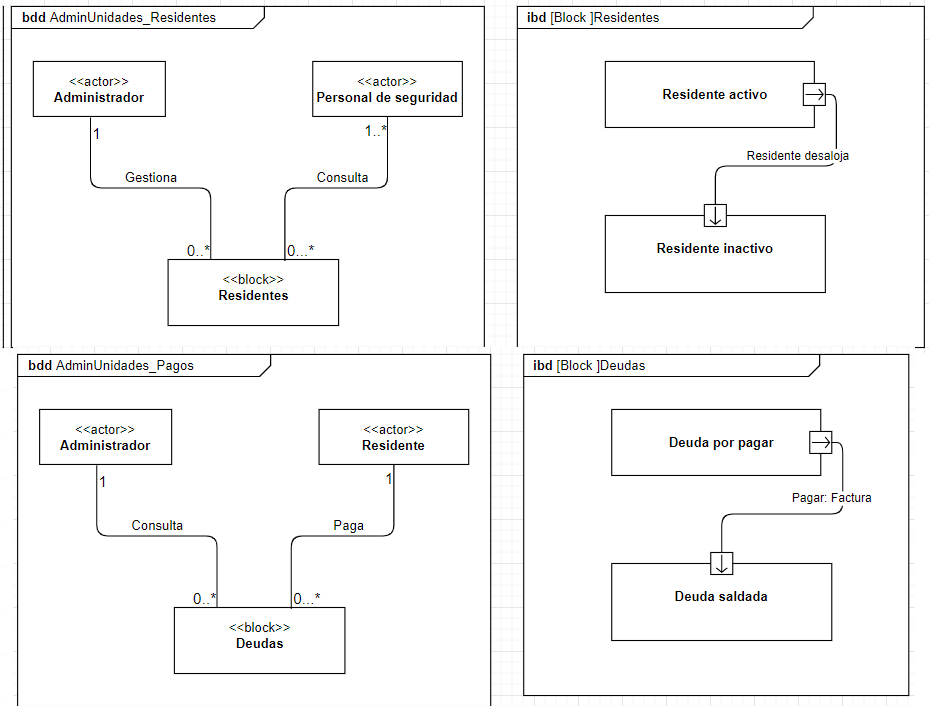 bdd AdminUnidades_Residentes
<<actor>>
Administrador
<<actor>>
Personal de seguridad
1
1..*
Gestiona
Consulta
0..*
0...*
<<block>>
Residentes
ibd [Block ]Residentes
Residente activo
Residente desaloja
Residente inactivo
bdd AdminUnidades_Pagos
<<actor>>
Administrador
<<actor>>
Residente
1
1
Consulta
Paga
0..*
0...*
<<block>>
Deudas
ibd [Block ]Deudas
Deuda por pagar
Pagar: Factura
Deuda saldada